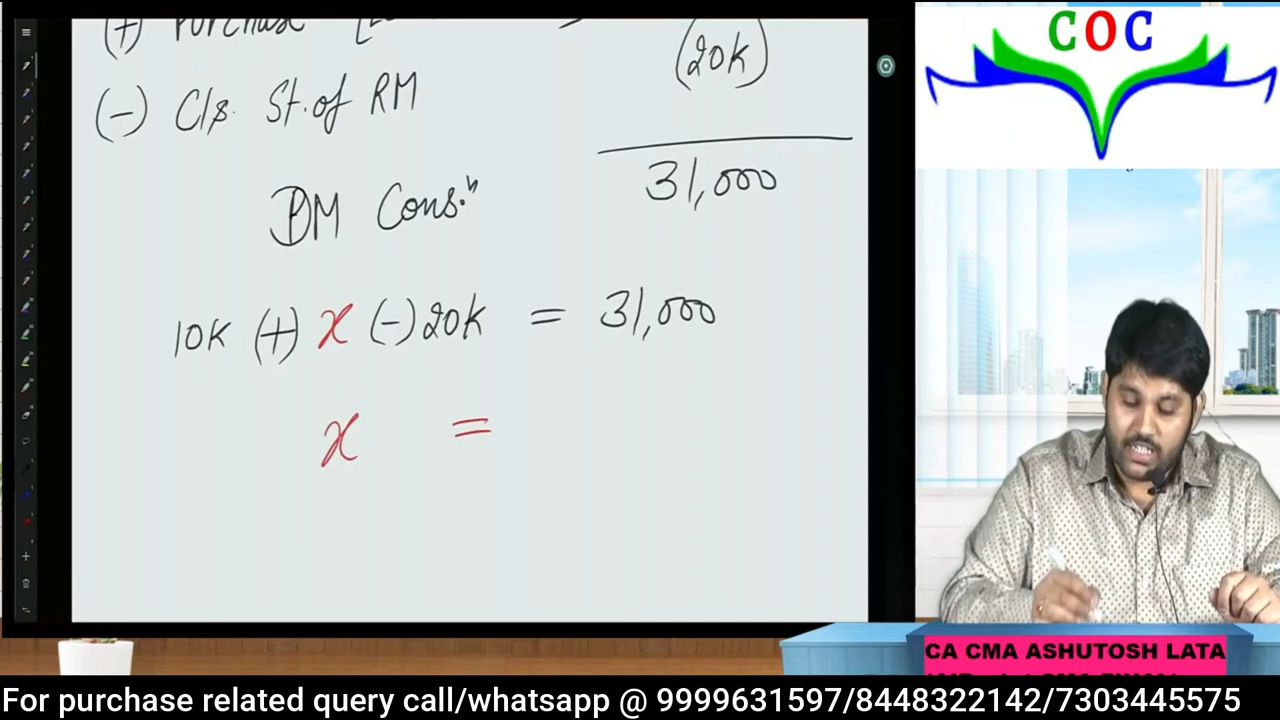 (+) Purchase [ =
(20K)
(-) Cls. St. of RM
31,000
DM Cons.n
10K (+) x (-) 20K = 31,000
x =
COC
CA CMA ASHUTOSH LATA
For purchase related query call/whatsapp @ 9999631597/8448322142/7303445575